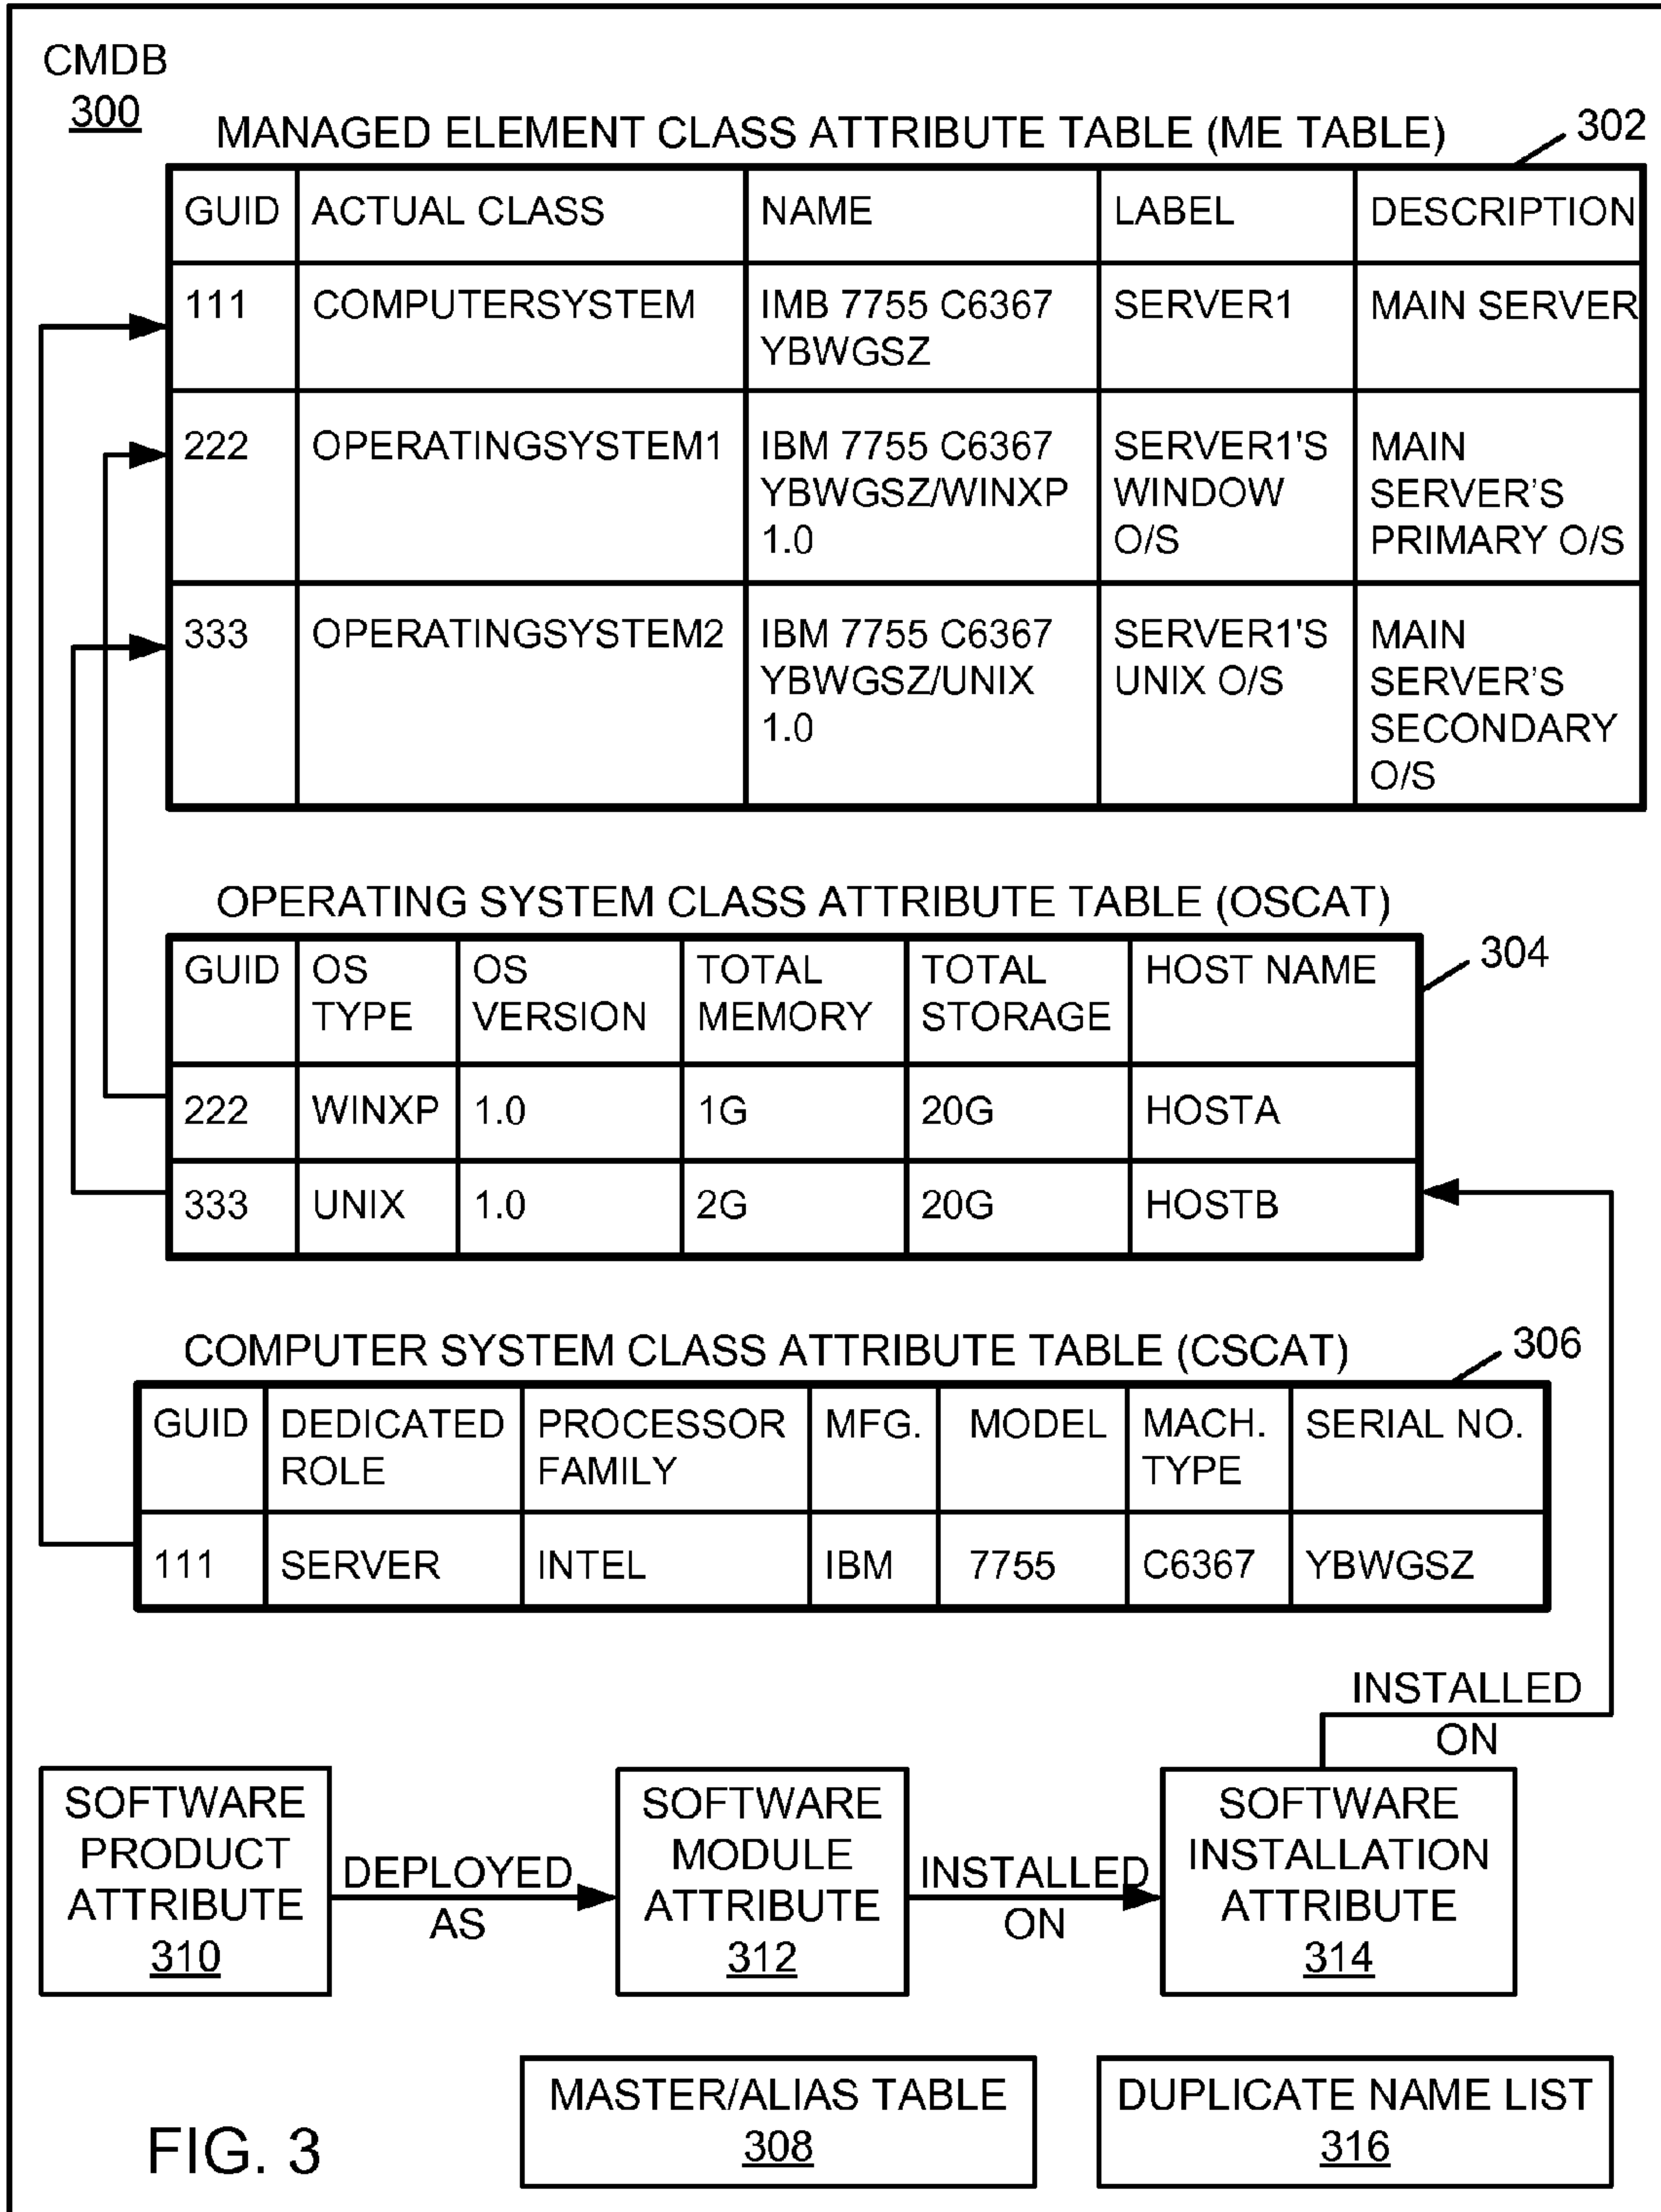 CMDB
300
MANAGED ELEMENT CLASS ATTRIBUTE TABLE (ME TABLE)
302
GUID ACTUAL CLASS NAME LABEL DESCRIPTION
111 COMPUTERSYSTEM IMB 7755 C6367 SERVER1 MAIN SERVER
YBWGSZ
222 OPERATINGSYSTEM1 IBM 7755 C6367 SERVER1'S MAIN
YBWGSZ/WINXP WINDOW SERVER’S
1.0 O/S PRIMARY O/S
333 OPERATINGSYSTEM2 IBM 7755 C6367 SERVER1'S MAIN
YBWGSZ/UNIX UNIX O/S SERVER’S
1.0 SECONDARY
O/S
OPERATING SYSTEM CLASS ATTRIBUTE TABLE (OSCAT)
304
GUID OS OS TOTAL TOTAL HOST NAME
TYPE VERSION MEMORY STORAGE
222 WINXP 1.0 1G 20G HOSTA
333 UNIX 1.0 2G 20G HOSTB
COMPUTER SYSTEM CLASS ATTRIBUTE TABLE (CSCAT)
306
GUID DEDICATED PROCESSOR MFG. MODEL MACH. SERIAL NO.
ROLE FAMILY TYPE
111 SERVER INTEL IBM 7755 C6367 YBWGSZ
INSTALLED
ON
SOFTWARE
PRODUCT
ATTRIBUTE
310
DEPLOYED
AS
SOFTWARE
MODULE
ATTRIBUTE
312
INSTALLED
ON
SOFTWARE
INSTALLATION
ATTRIBUTE
314
MASTER/ALIAS TABLE
308
DUPLICATE NAME LIST
316
FIG. 3